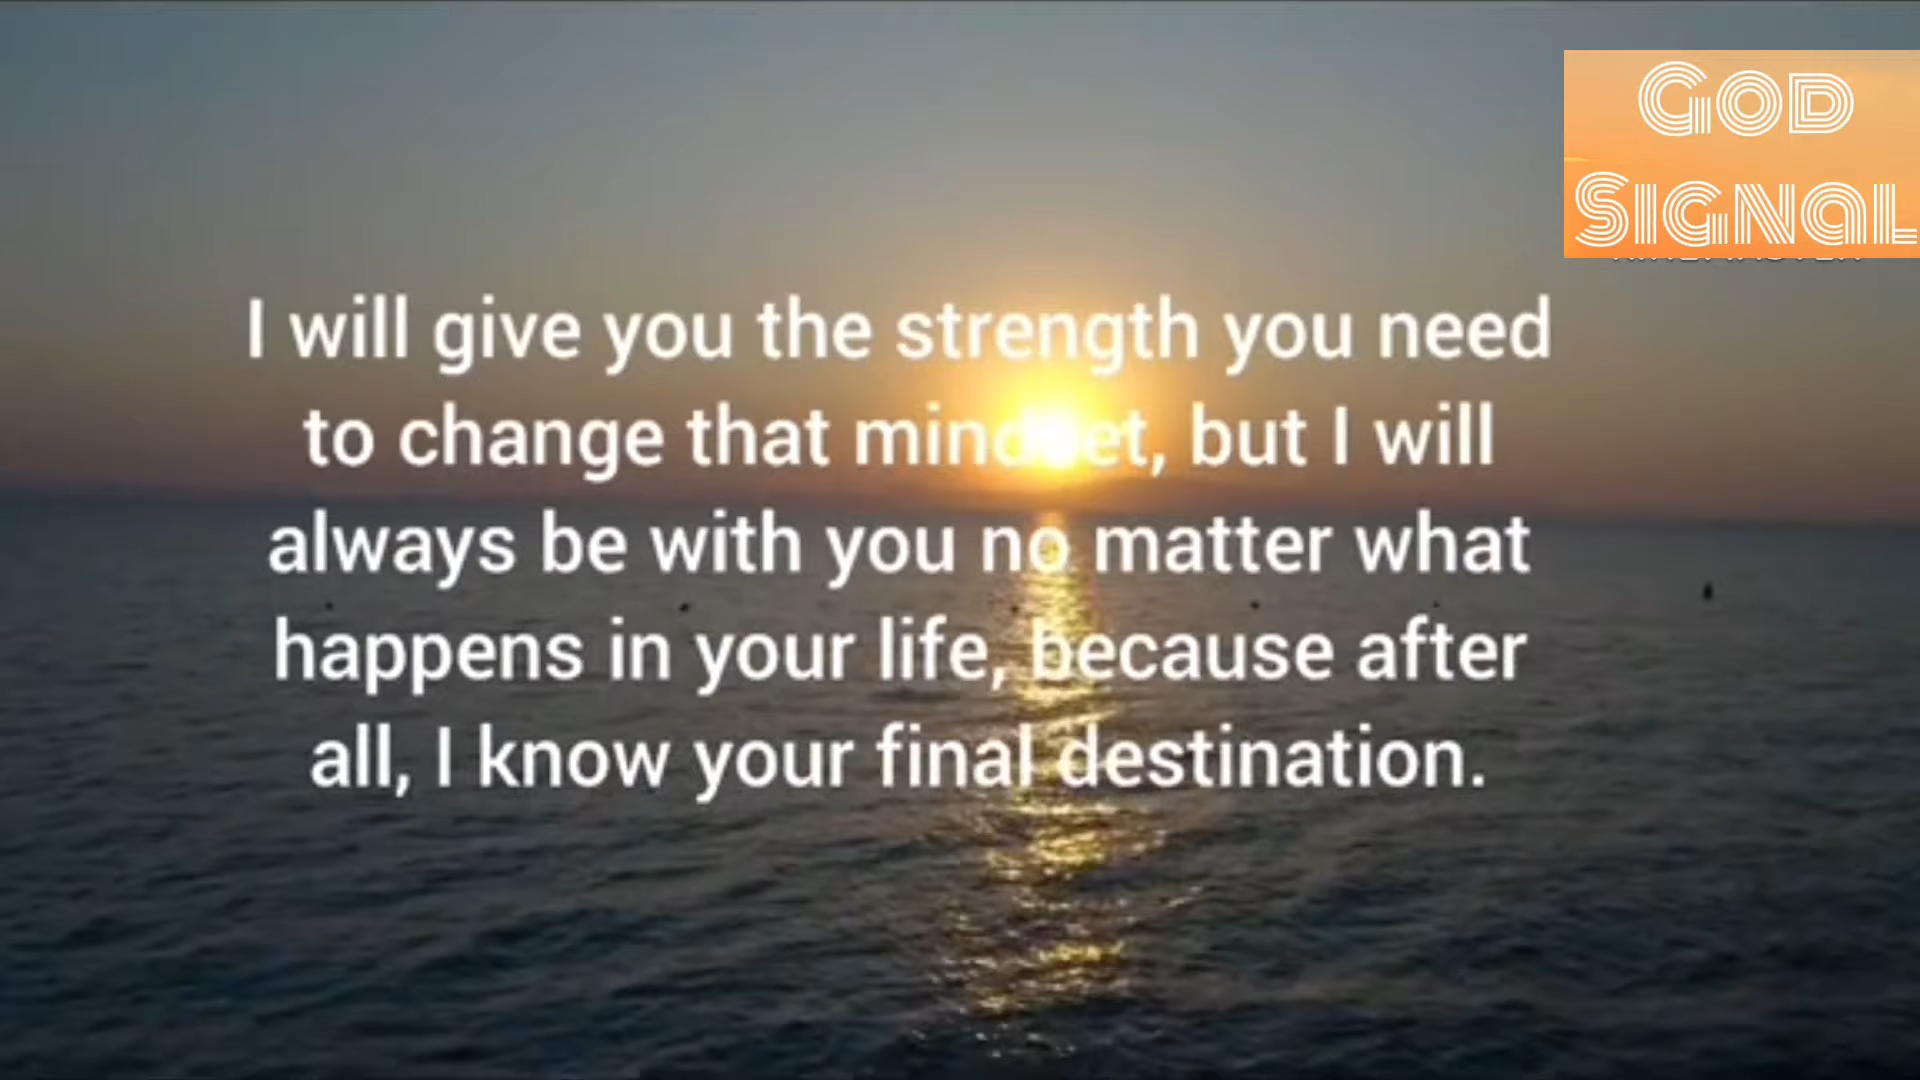 God
Signal
I will give you the strength you need
to change that mindset, but I will
always be with you no matter what
happens in your life, because after
all, I know your final destination.